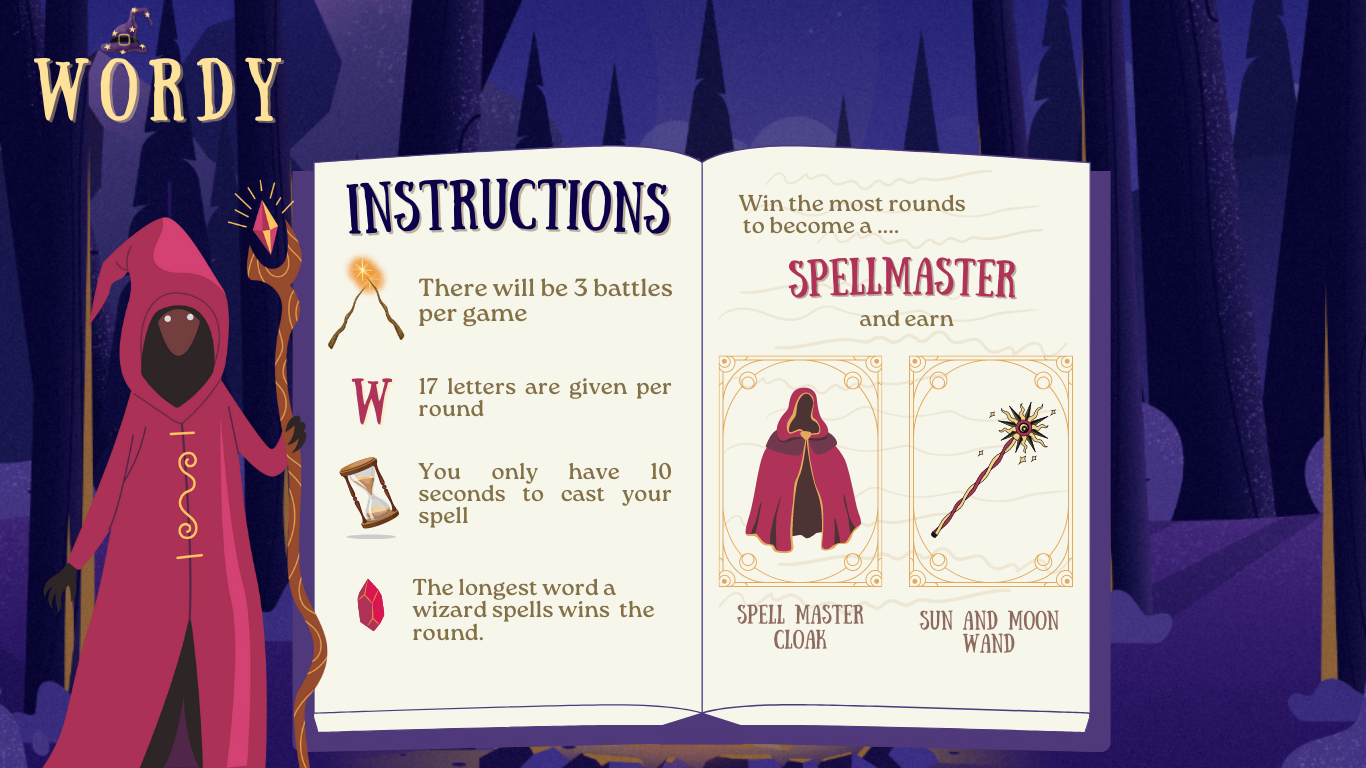 WORDY
INSTRUCTIONS
There will be 3 battles
per game
W
17 letters are given per
round
You only have 10
seconds to cast your
spell
The longest word a
wizard spells wins the
round.
Win the most rounds
to become a ....
SPELLMASTER
and earn
SPELL MASTER
CLOAK
SUN AND MOON
WAND